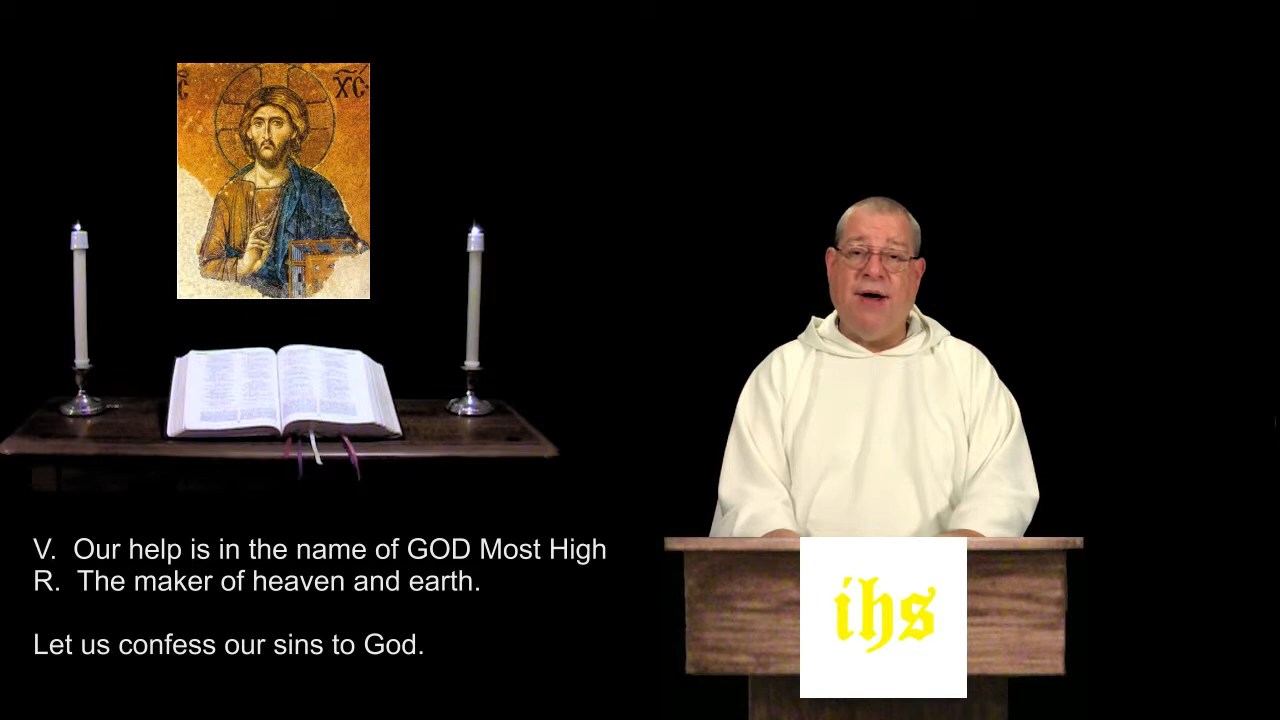 χ̃ς
V. Our help is in the name of GOD Most High
R. The maker of heaven and earth.
Let us confess our sins to God.
ihs